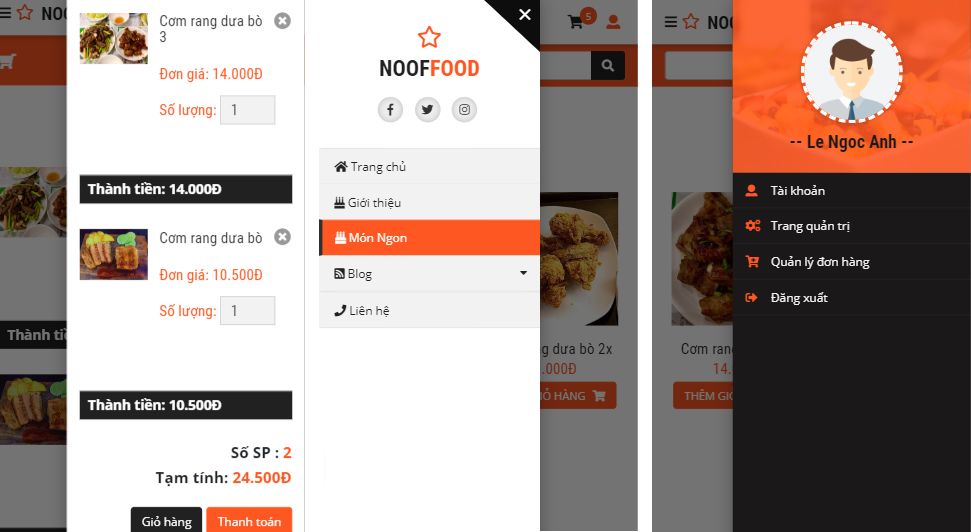 NOO
Cơm rang dưa bò
3
Đơn giá: 14.000Đ
Số lượng: 1
Thành tiền: 14.000Đ
Cơm rang dưa bò
Đơn giá: 10.500Đ
Số lượng: 1
Thành tiền: 10.500Đ
Số SP : 2
Tạm tính: 24.500Đ
Giỏ hàng
Thanh toán
Thành tiề
NOOFFOOD
Trang chủ
Giới thiệu
Món Ngon
Blog
Liên hệ
5
ng dưa bò 2x
.000Đ
Ỏ HÀNG
NOO
Cơm rang
14.
THÊM GIỎ
-- Le Ngoc Anh --
Tài khoản
Trang quản trị
Quản lý đơn hàng
Đăng xuất